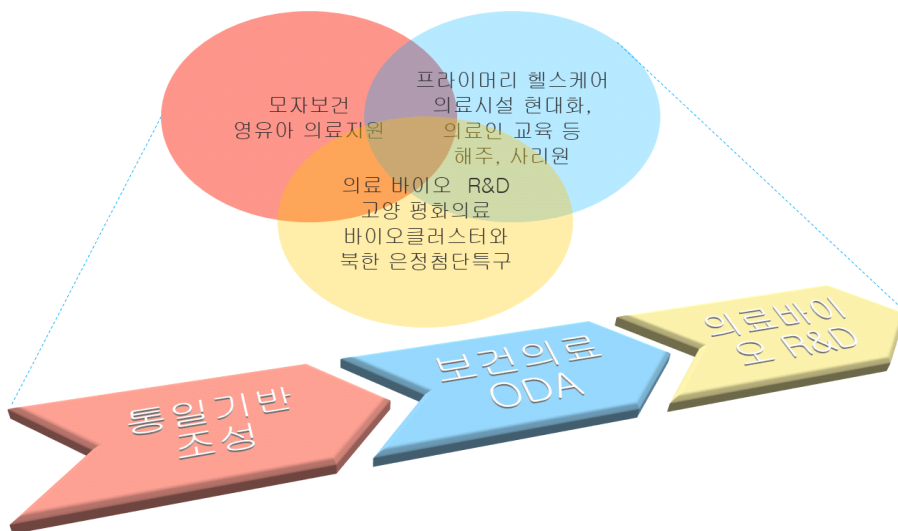 모자보건
영유아 의료지원
프라이머리 헬스케어
의료시설 현대화,
의료인 교육 등
해주, 사리원
의료 바이오 R&D
고양 평화의료
바이오클러스터와
북한 은정첨단특구
통일기반
조성
보건의료
ODA
의료바이
오 R&D